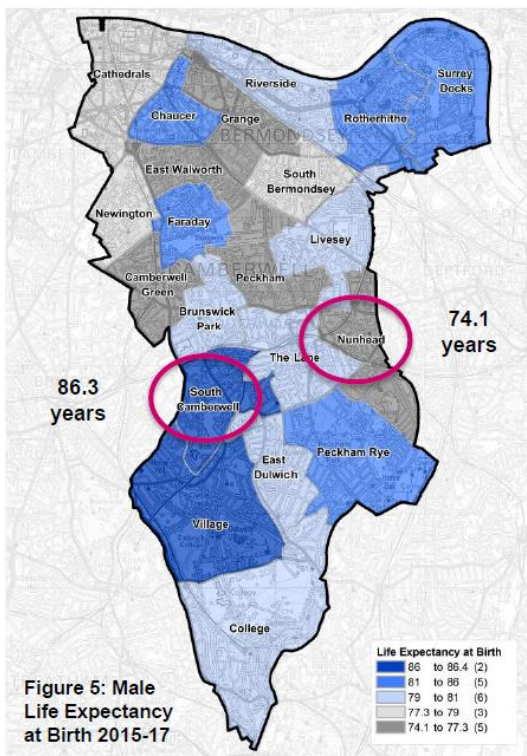 Cathedrals
Riverside
Surrey
Docks
Chaucer
Rotherhithe
Grange
BERMONDSEY
East Walworth
South
Bermondsey
Newington
Faraday
Livesey
CAMBERWELL
Peckham
Camberwell
Green
Brunswick
Park
74.1
years
Nunhead
The Lane
86.3
years
South
Camberwell
East
Dulwich
Peckham Rye
Village
College
Life Expectancy at Birth
86 to 86.4 (2)
81 to 86 (5)
79 to 81 (6)
77.3 to 79 (3)
74.1 to 77.3 (5)
Figure 5: Male
Life Expectancy
at Birth 2015-17